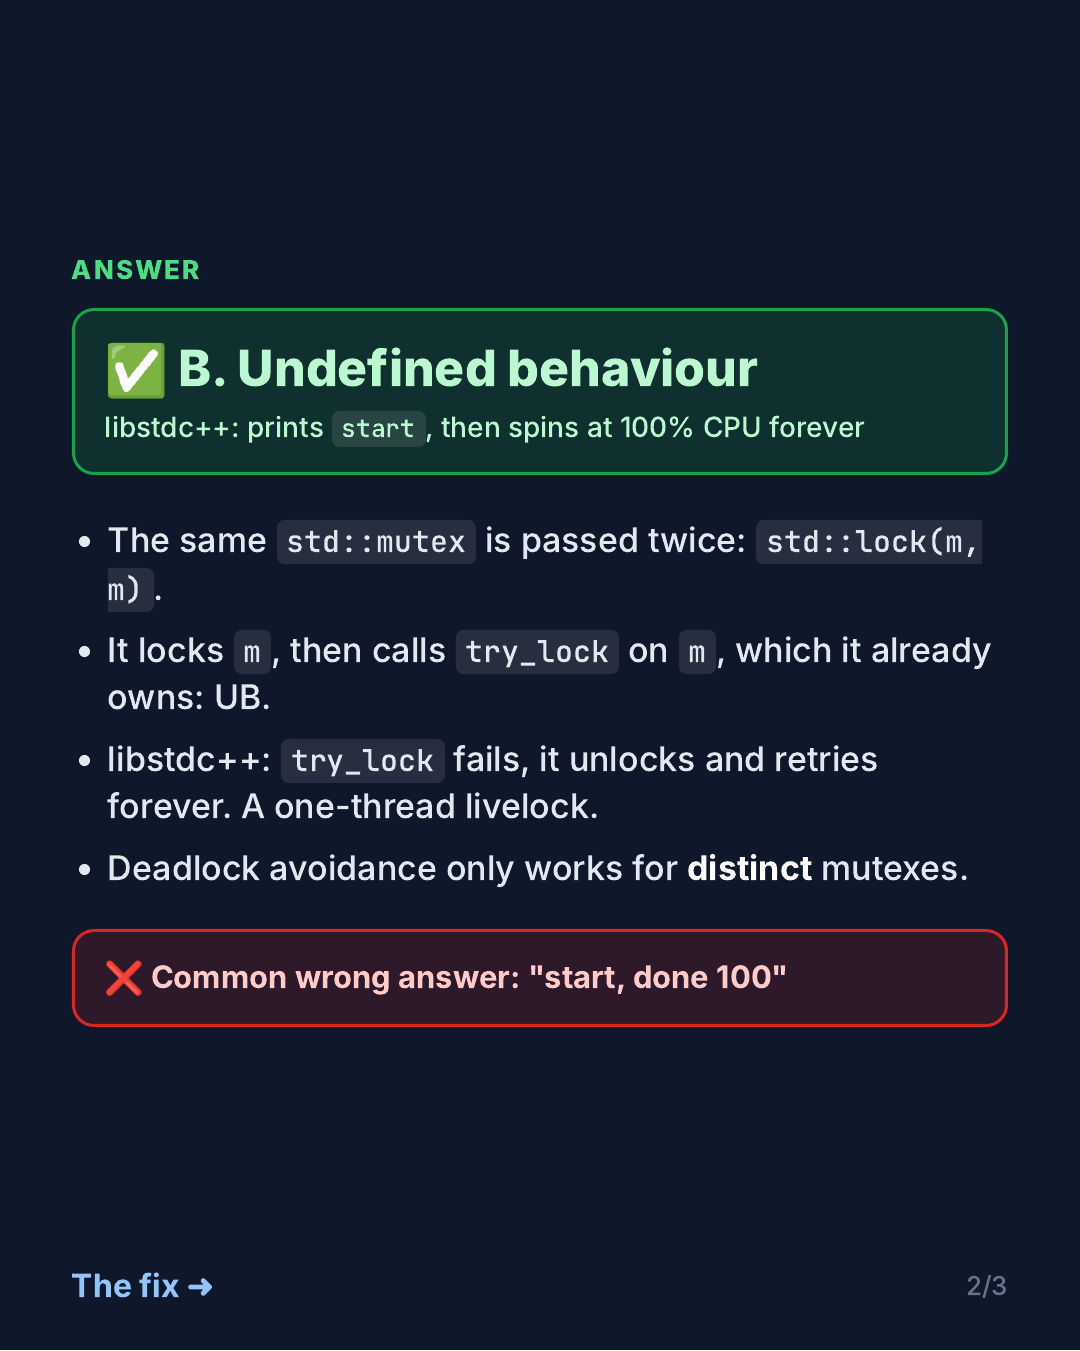 ANSWER
✅ B. Undefined behaviour
libstdc++: prints start, then spins at 100% CPU forever
• The same std::mutex is passed twice: std::lock(m,
m).
• It locks m, then calls try_lock on m, which it already
owns: UB.
• libstdc++: try_lock fails, it unlocks and retries
forever. A one-thread livelock.
• Deadlock avoidance only works for distinct mutexes.
❌ Common wrong answer: "start, done 100"
The fix ➜
2/3